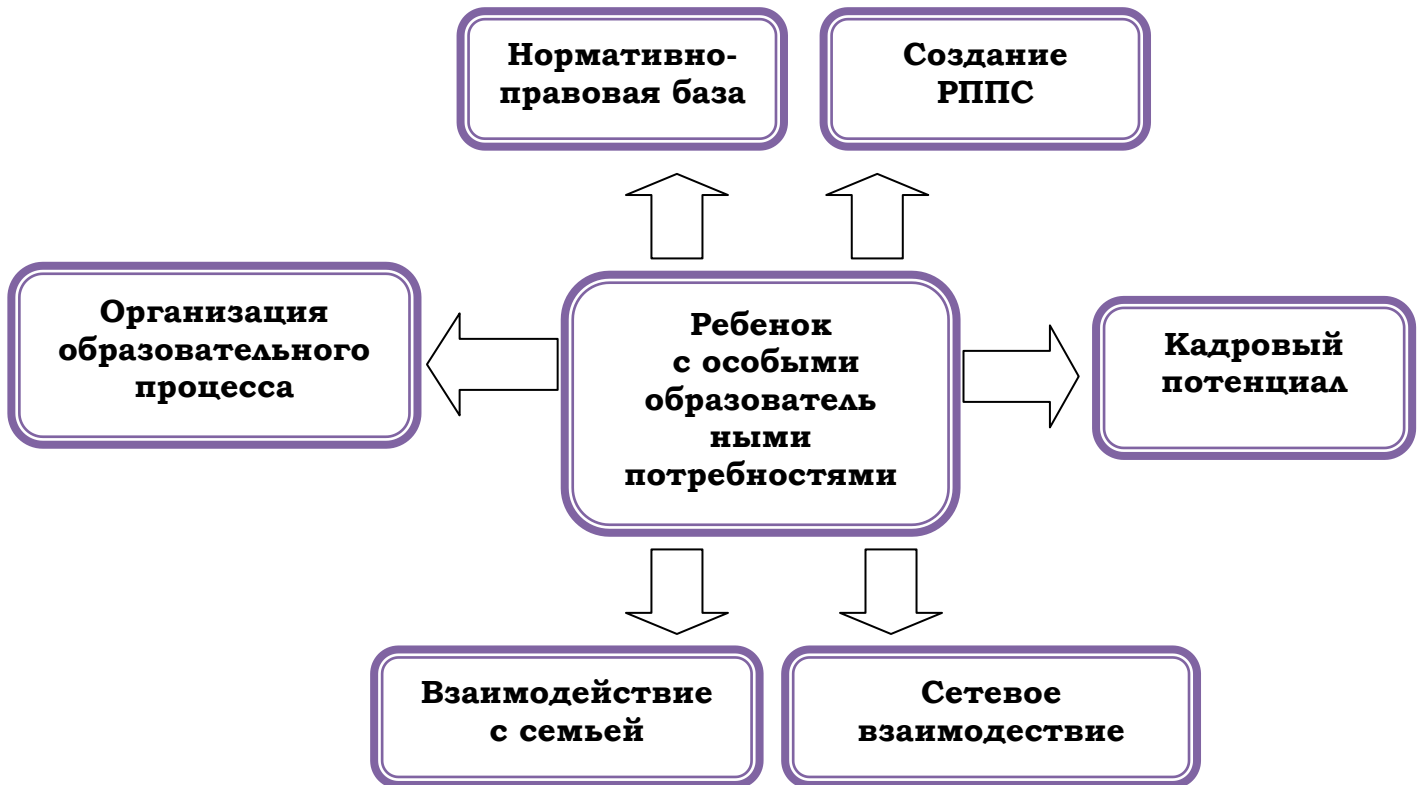 Нормативно-
правовая база
Создание
РППС
Организация
образовательного
процесса
Ребенок
с особыми
образователь
ными
потребностями
Кадровый
потенциал
Взаимодействие
с семьей
Сетевое
взаимодествие